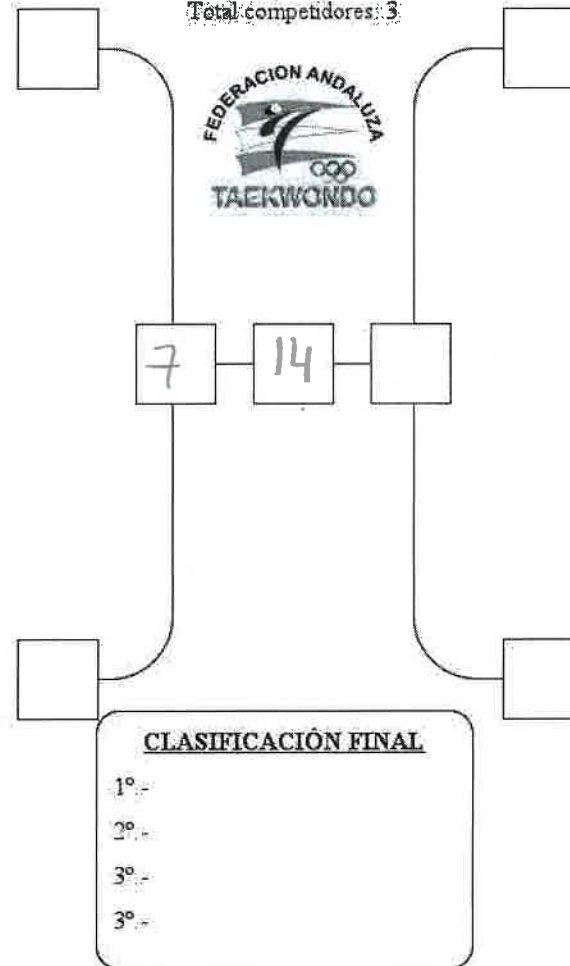 Total competidores: 3
FEDERACION ANDALUZA
TAEKWONDO
7
14
CLASIFICACIÓN FINAL
1º.-
2º.-
3º.-
3º.-